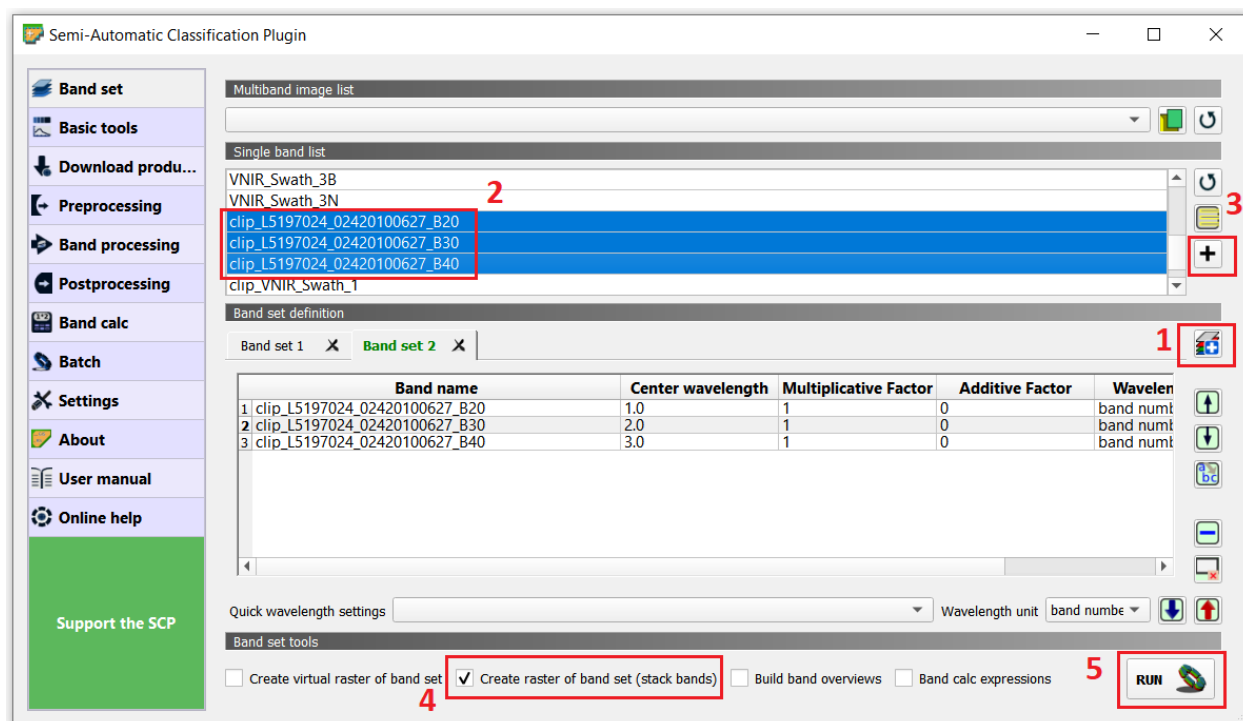 Semi-Automatic Classification Plugin
Band set
Basic tools
Download produ...
Preprocessing
Band processing
Postprocessing
Band calc
Batch
Settings
About
User manual
Online help
Support the SCP
Multiband image list
Single band list
VNIR_Swath_3B
VNIR_Swath_3N
clip_L5197024_02420100627_B20
clip_L5197024_02420100627_B30
clip_L5197024_02420100627_B40
clip_VNIR_Swath_1
2
3
Band set definition
Band set 1 Band set 2
1
Band name Center wavelength Multiplicative Factor Additive Factor Wavelen
1 clip_L5197024_02420100627_B20 1.0 1 0 band numb
2 clip_L5197024_02420100627_B30 2.0 1 0 band numb
3 clip_L5197024_02420100627_B40 3.0 1 0 band numb
a bc
Quick wavelength settings Wavelength unit band numbe
Band set tools
Create virtual raster of band set Create raster of band set (stack bands) Build band overviews Band calc expressions
4
5
RUN